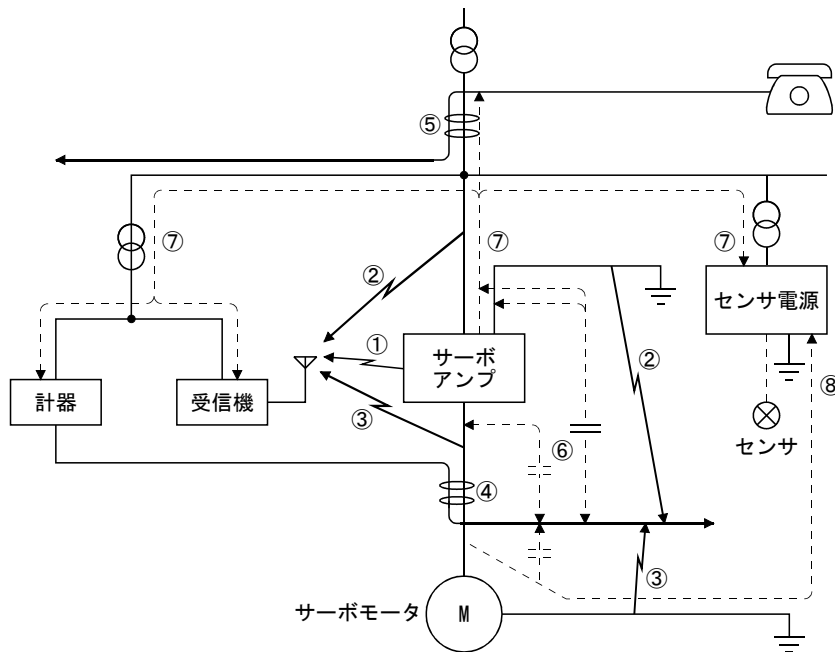 ⑤
⑦
⑦
⑦
②
センサ電源
①
サーボ
アンプ
②
⑧
計器
受信機
③
⑥
センサ
④
③
サーボモータ
M